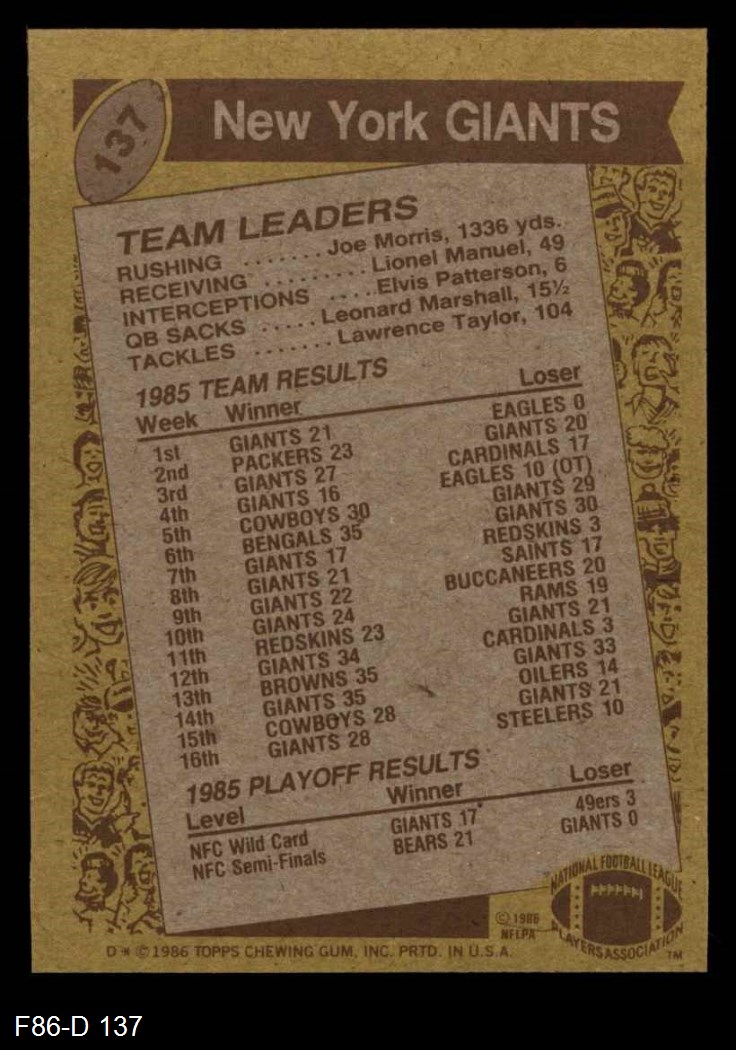 137
New York GIANTS
TEAM LEADERS
RUSHING ........ Joe Morris, 1336 yds.
RECEIVING .......... Lionel Manuel, 49
INTERCEPTIONS ..... Elvis Patterson, 6
QB SACKS ...... Leonard Marshall, 15½
TACKLES ........ Lawrence Taylor, 104
1985 TEAM RESULTS
Week Winner Loser
1st GIANTS 21 EAGLES 0
2nd PACKERS 23 GIANTS 20
3rd GIANTS 27 CARDINALS 17
4th GIANTS 16 EAGLES 10 (OT)
5th COWBOYS 30 GIANTS 29
6th BENGALS 35 GIANTS 30
7th GIANTS 17 REDSKINS 3
8th GIANTS 21 SAINTS 17
9th GIANTS 22 BUCCANEERS 20
10th GIANTS 24 RAMS 19
11th REDSKINS 23 GIANTS 21
12th GIANTS 34 CARDINALS 3
13th BROWNS 35 GIANTS 33
14th GIANTS 35 OILERS 14
15th COWBOYS 28 GIANTS 21
16th GIANTS 28 STEELERS 10
1985 PLAYOFF RESULTS
Level Winner Loser
NFC Wild Card GIANTS 17 49ers 3
NFC Semi-Finals BEARS 21 GIANTS 0
NATIONAL FOOTBALL LEAGUE
PLAYERS ASSOCIATION
TM
© 1986
NFLPA
D * © 1986 TOPPS CHEWING GUM, INC. PRTD. IN U.S.A.
F86-D 137